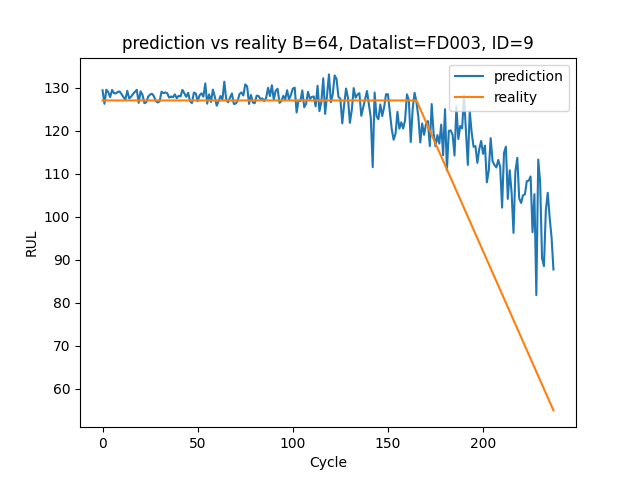 prediction vs reality B=64, Datalist=FD003, ID=9
prediction
reality
RUL
130
120
110
100
90
80
70
60
0
50
100
150
200
Cycle